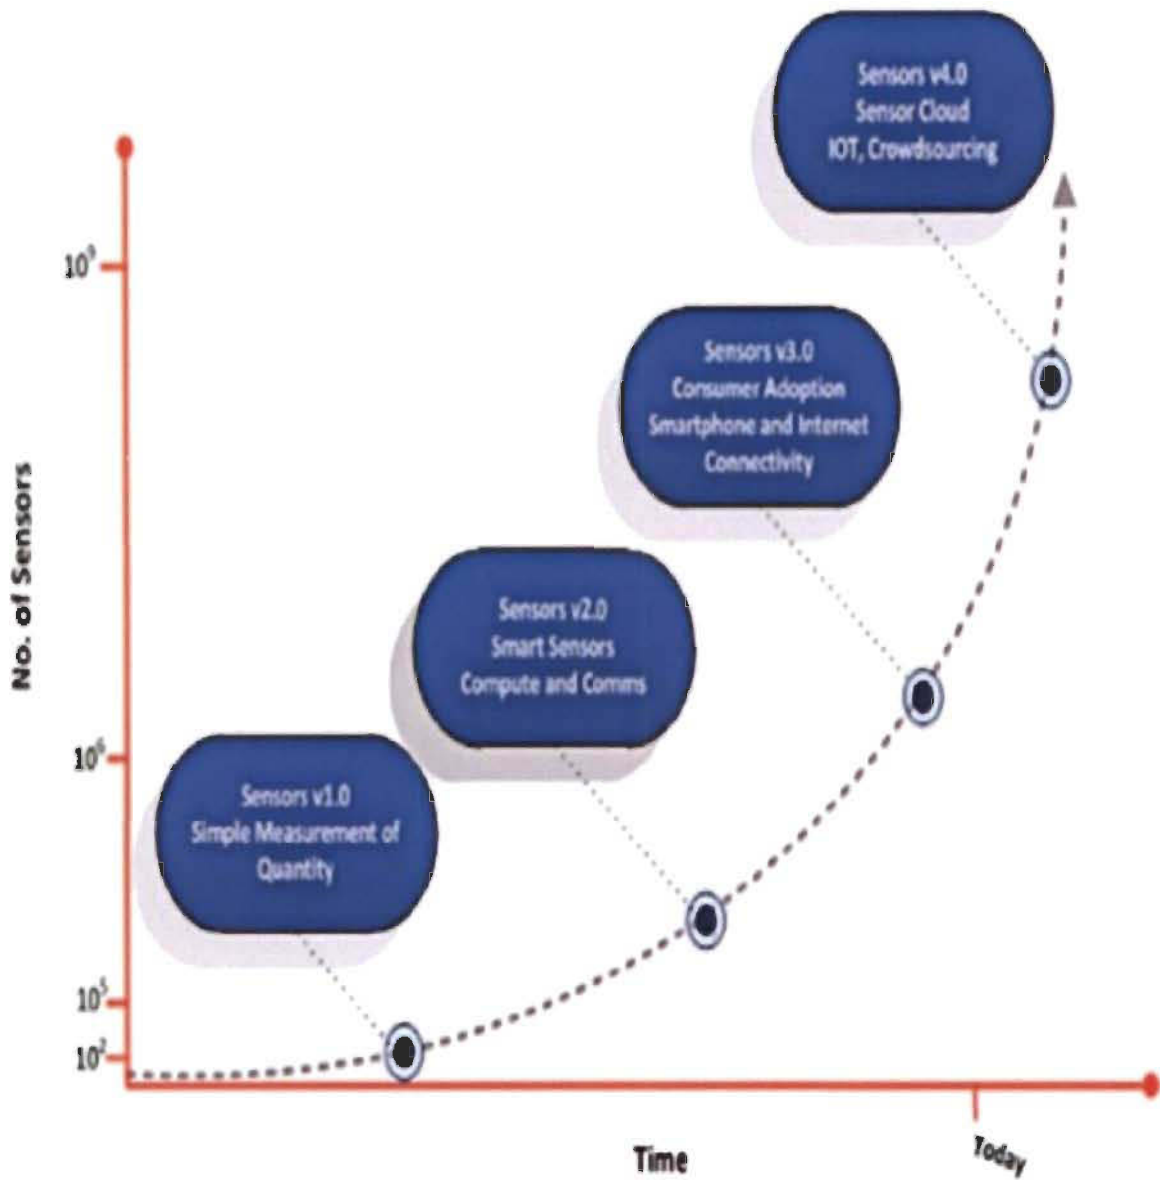 Sensors v4.0
Sensor Cloud
IOT, Crowdsourcing
10⁹
Sensors v3.0
Consumer Adoption
Smartphone and Internet
Connectivity
No. of Sensors
Sensors v2.0
Smart Sensors
Compute and Comms
10⁶
Sensors v1.0
Simple Measurement of
Quantity
10⁵
10²
Time
Today